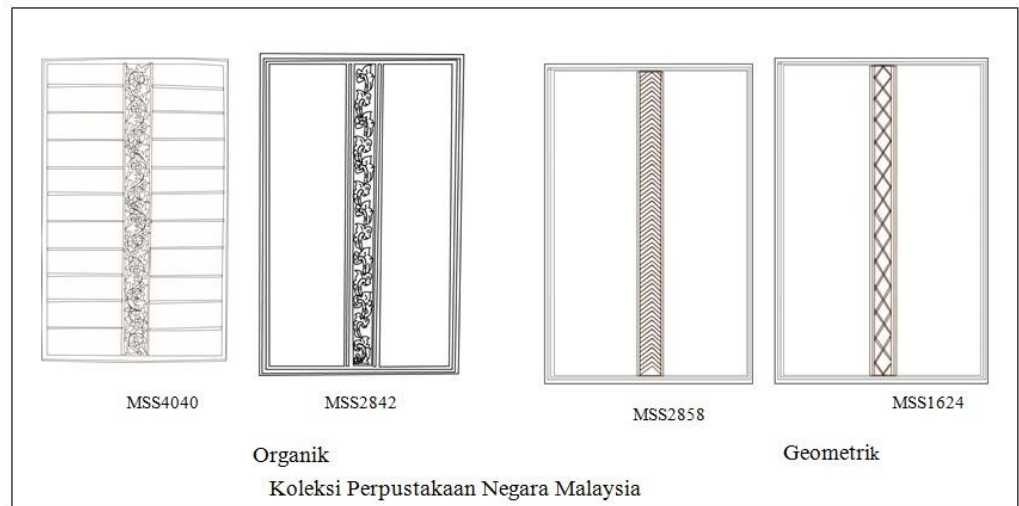 MSS4040
MSS2842
MSS2858
MSS1624
Organik
Geometrik
Koleksi Perpustakaan Negara Malaysia